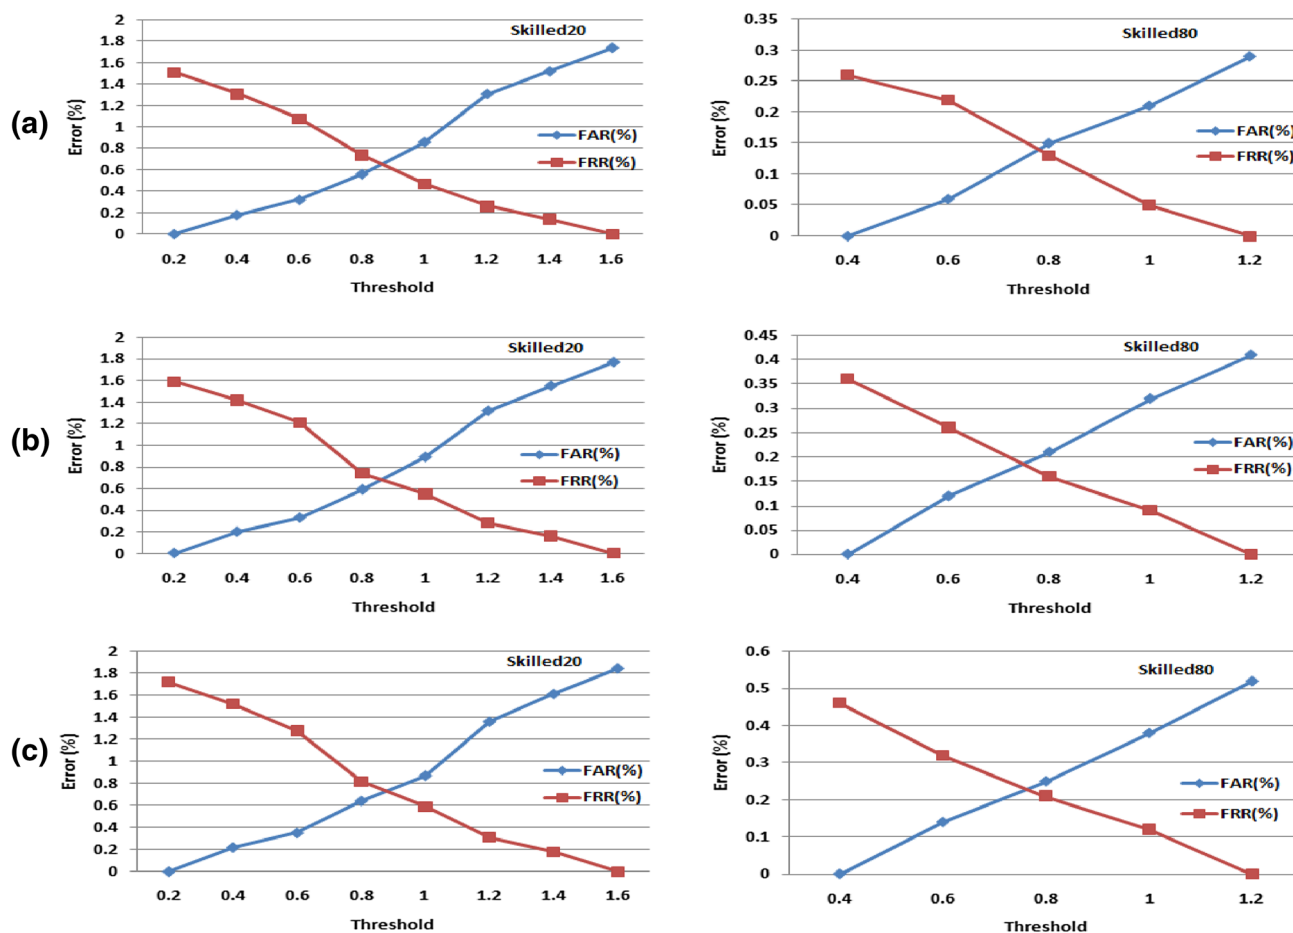 (a)
Skilled20
2
1.8
1.6
1.4
1.2
1
0.8
0.6
0.4
0.2
0
Error (%)
FAR(%)
FRR(%)
0.2 0.4 0.6 0.8 1 1.2 1.4 1.6
Threshold
Skilled80
0.35
0.3
0.25
0.2
0.15
0.1
0.05
0
Error (%)
FAR(%)
FRR(%)
0.4 0.6 0.8 1 1.2
Threshold
(b)
Skilled20
2
1.8
1.6
1.4
1.2
1
0.8
0.6
0.4
0.2
0
Error (%)
FAR(%)
FRR(%)
0.2 0.4 0.6 0.8 1 1.2 1.4 1.6
Threshold
Skilled80
0.45
0.4
0.35
0.3
0.25
0.2
0.15
0.1
0.05
0
Error (%)
FAR(%)
FRR(%)
0.4 0.6 0.8 1 1.2
Threshold
(c)
Skilled20
2
1.8
1.6
1.4
1.2
1
0.8
0.6
0.4
0.2
0
Error (%)
FAR(%)
FRR(%)
0.2 0.4 0.6 0.8 1 1.2 1.4 1.6
Threshold
Skilled80
0.6
0.5
0.4
0.3
0.2
0.1
0
Error (%)
FAR(%)
FRR(%)
0.4 0.6 0.8 1 1.2
Threshold